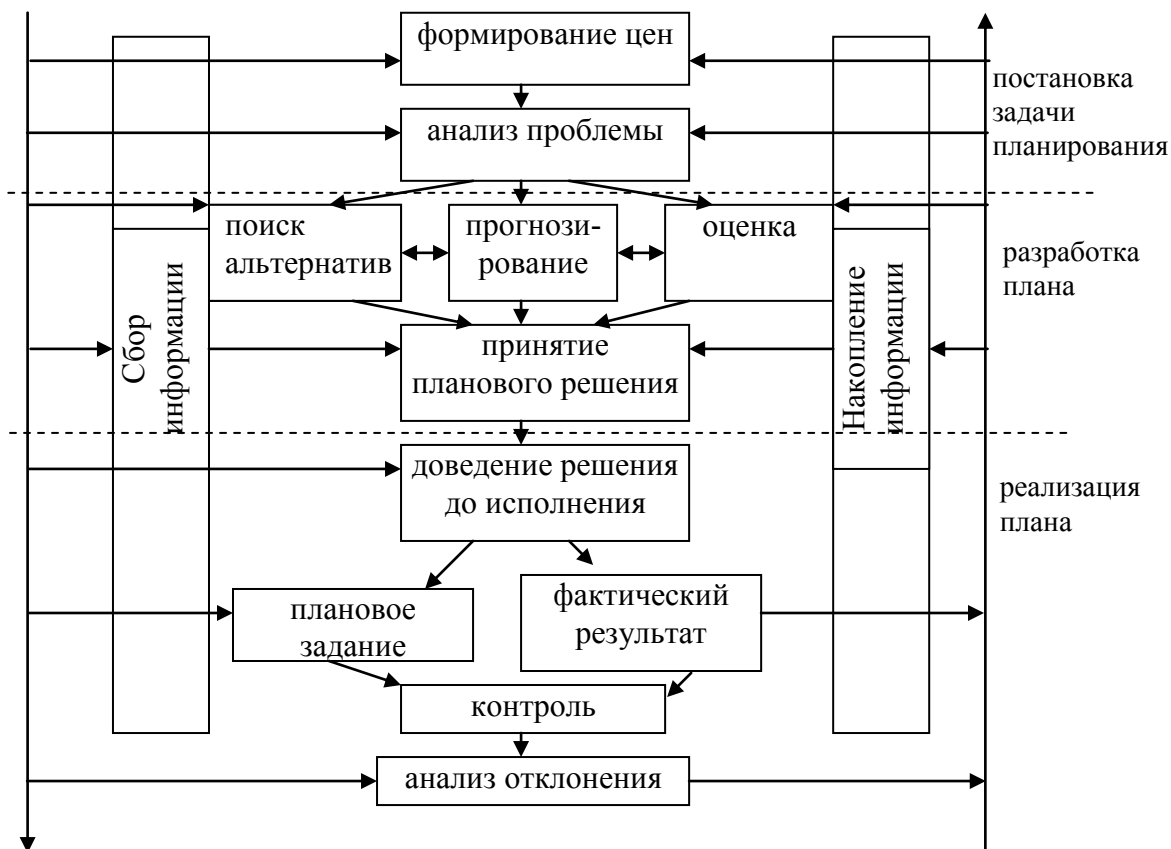 формирование цен
постановка
задачи
планирования
анализ проблемы
поиск
альтернатив
прогнози-
рование
оценка
разработка
плана
Сбор
информации
принятие
планового решения
Накопление
информации
доведение решения
до исполнения
реализация
плана
плановое
задание
фактический
результат
контроль
анализ отклонения